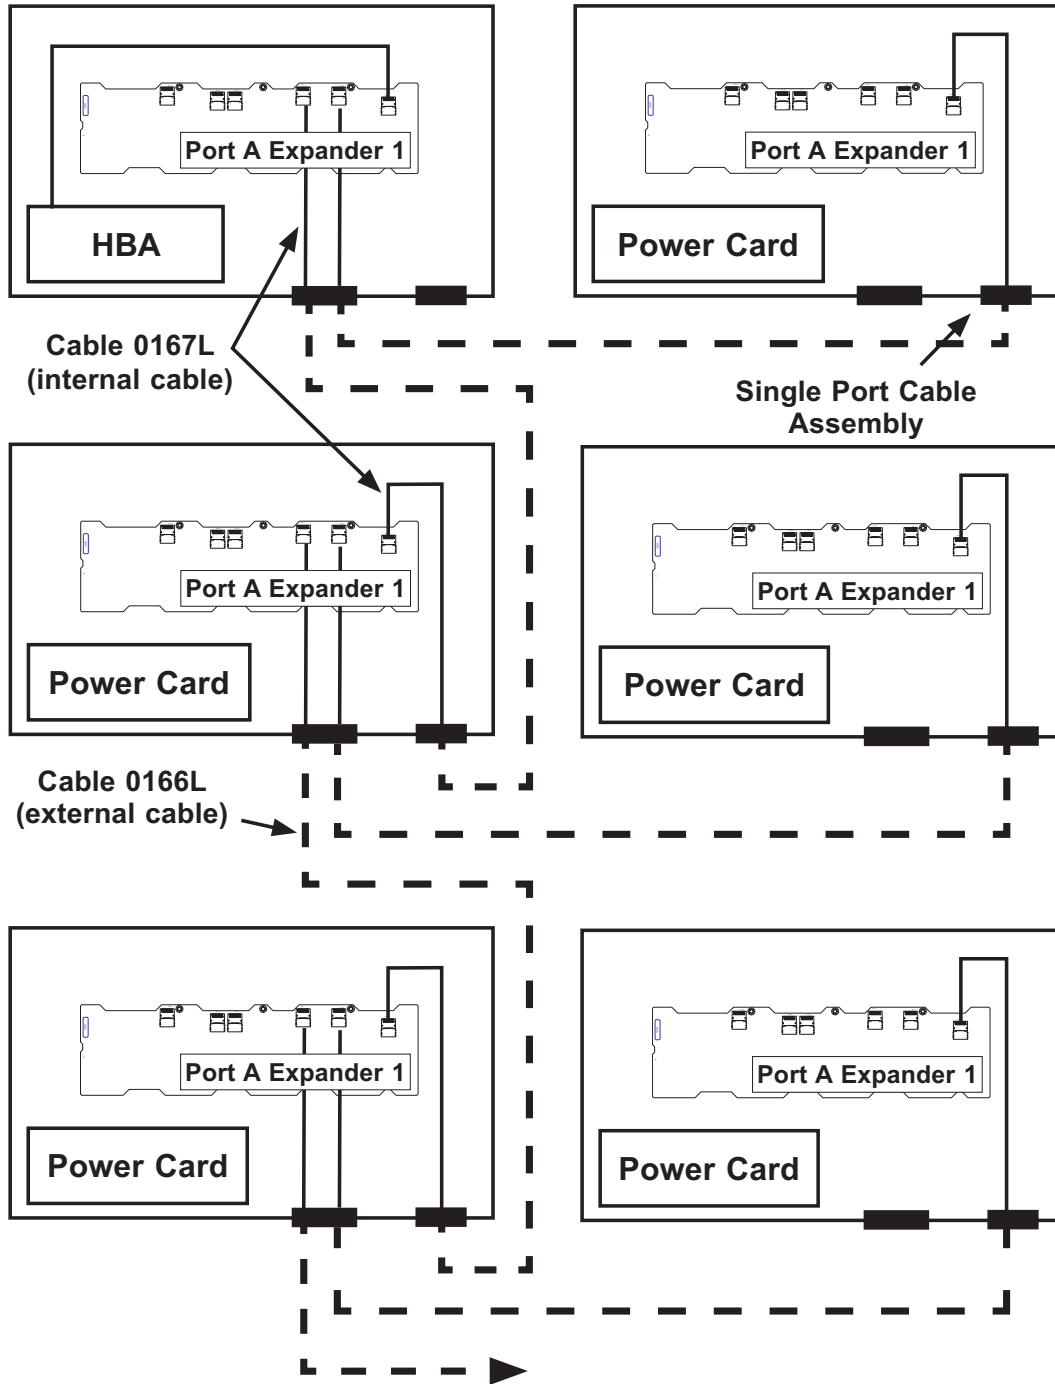 Port A Expander 1
HBA
Port A Expander 1
Power Card
Cable 0167L
(internal cable)
Single Port Cable
Assembly
Port A Expander 1
Power Card
Port A Expander 1
Power Card
Cable 0166L
(external cable)
Port A Expander 1
Power Card
Port A Expander 1
Power Card